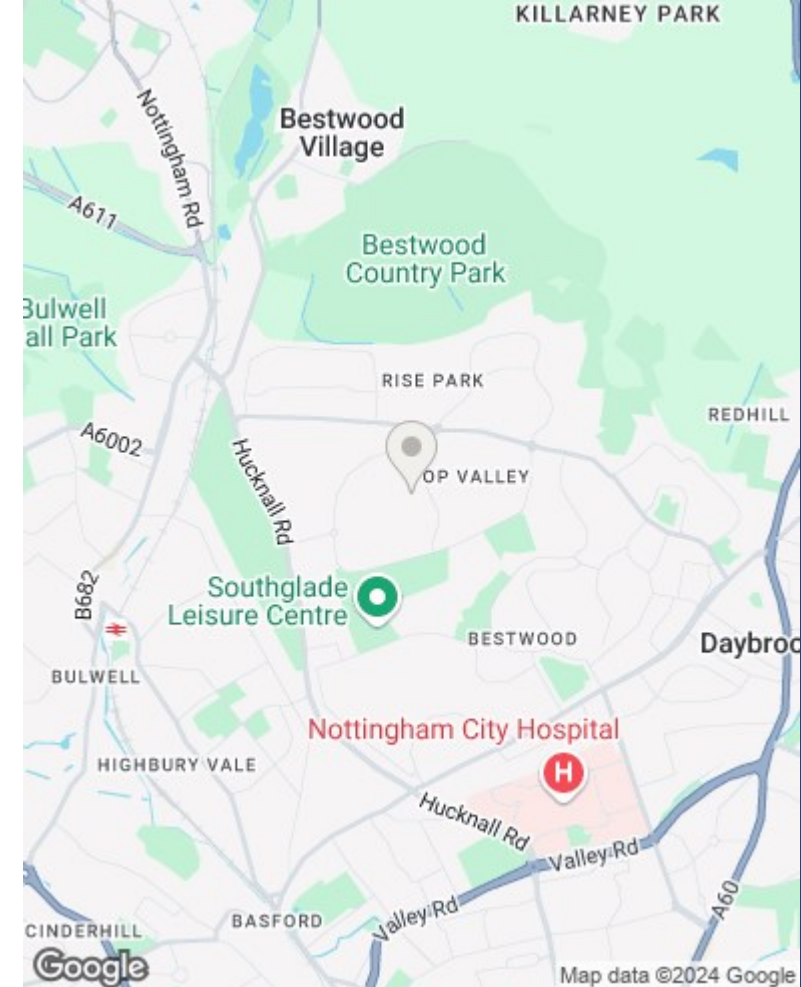 KILLARNEY PARK
Nottingham Rd
Bestwood
Village
A611
Bestwood
Country Park
Bulwell
all Park
RISE PARK
REDHILL
A6002
Hucknall Rd
OP VALLEY
B682
Southglade
Leisure Centre
BESTWOOD
Daybroo
BULWELL
Nottingham City Hospital
H
HIGHBURY VALE
Hucknall Rd
Valley Rd
A60
Valley Rd
BASFORD
CINDERHILL
Google
Map data ©2024 Google